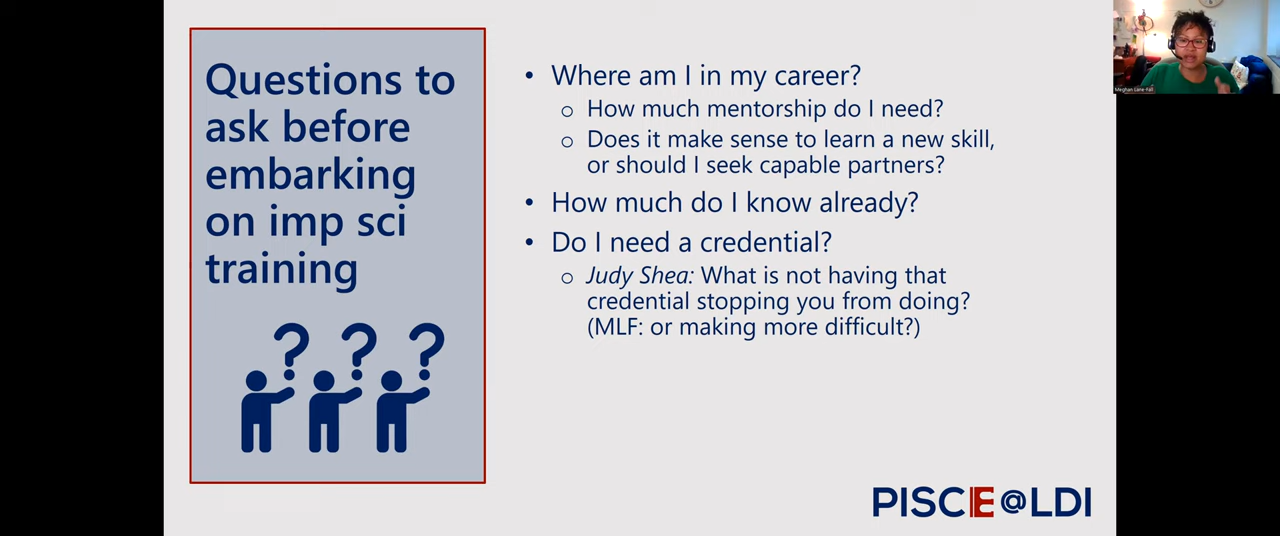 Questions to
ask before
embarking
on imp sci
training
• Where am I in my career?
o How much mentorship do I need?
o Does it make sense to learn a new skill,
or should I seek capable partners?
• How much do I know already?
• Do I need a credential?
o Judy Shea: What is not having that
credential stopping you from doing?
(MLF: or making more difficult?)
PISCE@LDI
Meghan Lane-Fall